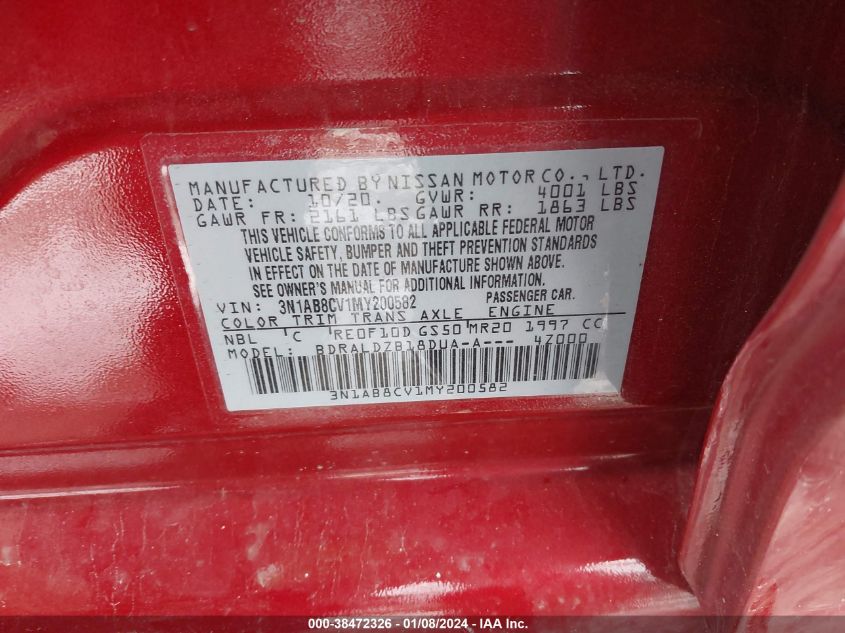 MANUFACTURED BY NISSAN MOTOR CO., LTD.
DATE: 10/20. GVWR: 4001 LBS
GAWR FR: 2161 LBS GAWR RR: 1863 LBS
THIS VEHICLE CONFORMS TO ALL APPLICABLE FEDERAL MOTOR
VEHICLE SAFETY, BUMPER AND THEFT PREVENTION STANDARDS
IN EFFECT ON THE DATE OF MANUFACTURE SHOWN ABOVE.
SEE OWNER'S MANUAL FOR ADDITIONAL INFORMATION.
VIN: 3N1AB8CV1MY200582 PASSENGER CAR.
COLOR TRIM TRANS AXLE ENGINE
NBL C RE0F10D GS50 MR20 1997 CC
MODEL: BDRALDZB18DUA-A--- 4Z000
3N1AB8CV1MY200582
000-38472326 - 01/08/2024 - IAAI.COM